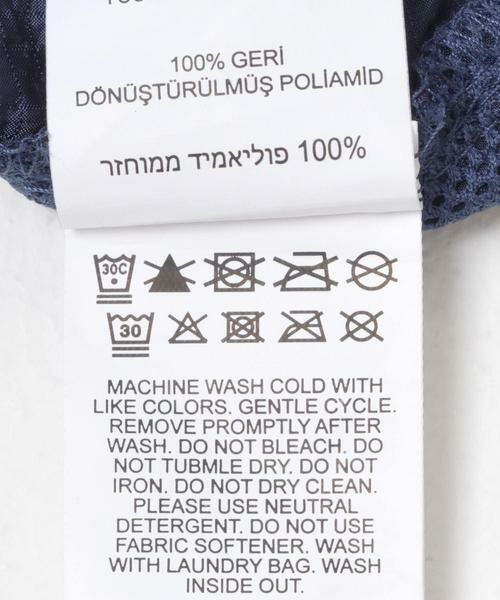 100% GERİ
DÖNÜŞTÜRÜLMÜŞ POLİAMİD
100% פוליאמיד ממוחזר
30C
30
MACHINE WASH COLD WITH
LIKE COLORS. GENTLE CYCLE.
REMOVE PROMPTLY AFTER
WASH. DO NOT BLEACH. DO
NOT TUBMLE DRY. DO NOT
IRON. DO NOT DRY CLEAN.
PLEASE USE NEUTRAL
DETERGENT. DO NOT USE
FABRIC SOFTENER. WASH
WITH LAUNDRY BAG. WASH
INSIDE OUT.